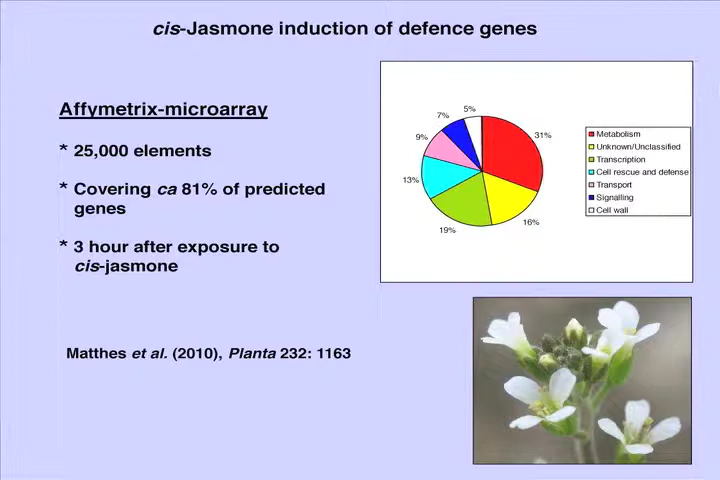 cis-Jasmone induction of defence genes
Affymetrix-microarray
* 25,000 elements
* Covering ca 81% of predicted
genes
* 3 hour after exposure to
cis-jasmone
Matthes et al. (2010), Planta 232: 1163
5%
7%
31%
9%
13%
16%
19%
Metabolism
Unknown/Unclassified
Transcription
Cell rescue and defense
Transport
Signalling
Cell wall